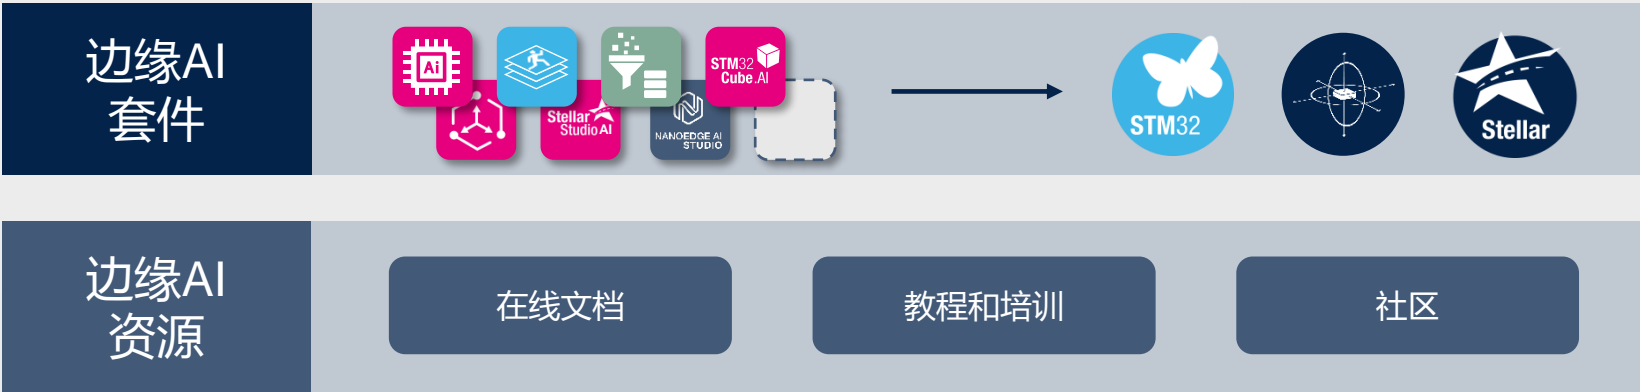 边缘AI
套件
Ai
STM32
Cube.AI
Stellar
Studio AI
NANOEDGE AI
STUDIO
STM32
Stellar
边缘AI
资源
在线文档
教程和培训
社区